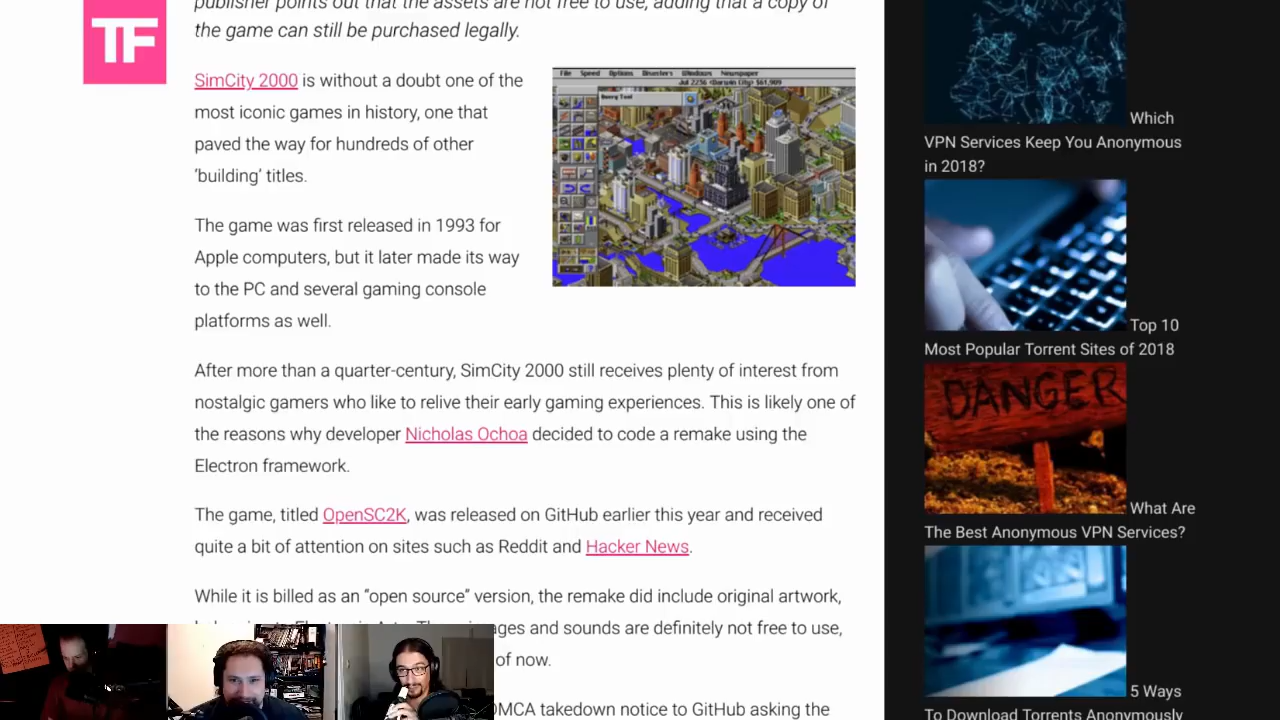 publisher points out that the assets are not free to use, adding that a copy of
the game can still be purchased legally.
TF
SimCity 2000 is without a doubt one of the
most iconic games in history, one that
paved the way for hundreds of other
‘building’ titles.
File Speed Options Disasters Windows Newspaper
The game was first released in 1993 for
Apple computers, but it later made its way
to the PC and several gaming console
platforms as well.
After more than a quarter-century, SimCity 2000 still receives plenty of interest from
nostalgic gamers who like to relive their early gaming experiences. This is likely one of
the reasons why developer Nicholas Ochoa decided to code a remake using the
Electron framework.
The game, titled OpenSC2K, was released on GitHub earlier this year and received
quite a bit of attention on sites such as Reddit and Hacker News.
While it is billed as an “open source” version, the remake did include original artwork,
ages and sounds are definitely not free to use,
of now.
DMCA takedown notice to GitHub asking the
Which
VPN Services Keep You Anonymous
in 2018?
Top 10
Most Popular Torrent Sites of 2018
DANGER
What Are
The Best Anonymous VPN Services?
5 Ways
To Download Torrents Anonymously